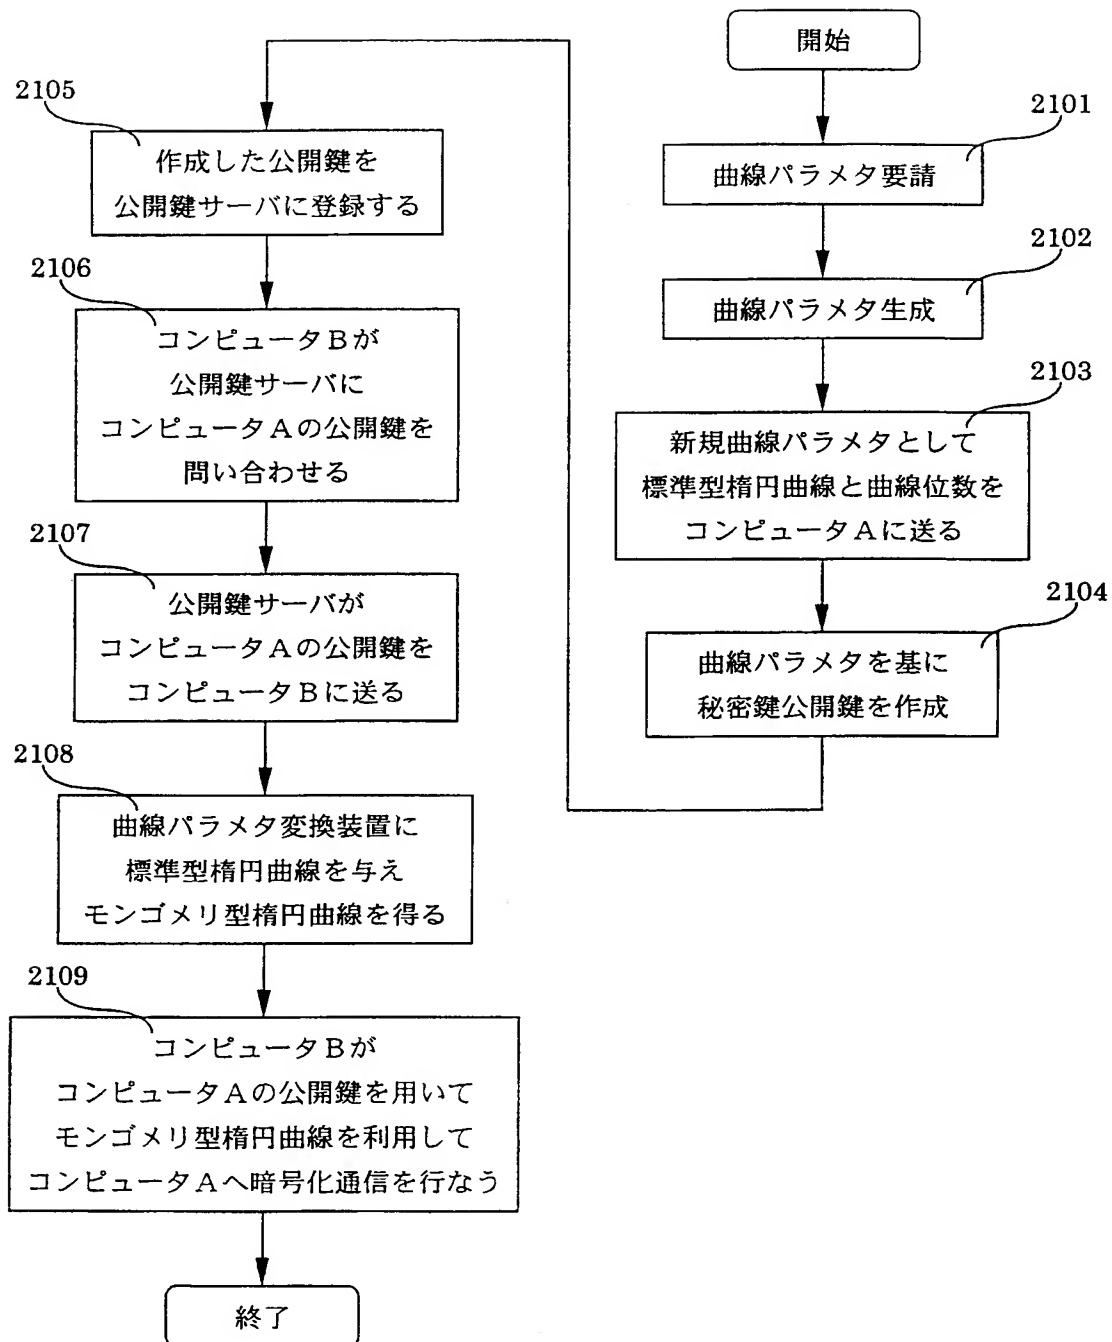 開始
2101
曲線パラメタ要請
2102
曲線パラメタ生成
2103
新規曲線パラメタとして
標準型楕円曲線と曲線位数を
コンピュータAに送る
2104
曲線パラメタを基に
秘密鍵公開鍵を作成
2105
作成した公開鍵を
公開鍵サーバに登録する
2106
コンピュータBが
公開鍵サーバに
コンピュータAの公開鍵を
問い合わせる
2107
公開鍵サーバが
コンピュータAの公開鍵を
コンピュータBに送る
2108
曲線パラメタ変換装置に
標準型楕円曲線を与え
モンゴメリ型楕円曲線を得る
2109
コンピュータBが
コンピュータAの公開鍵を用いて
モンゴメリ型楕円曲線を利用して
コンピュータAへ暗号化通信を行なう
終了